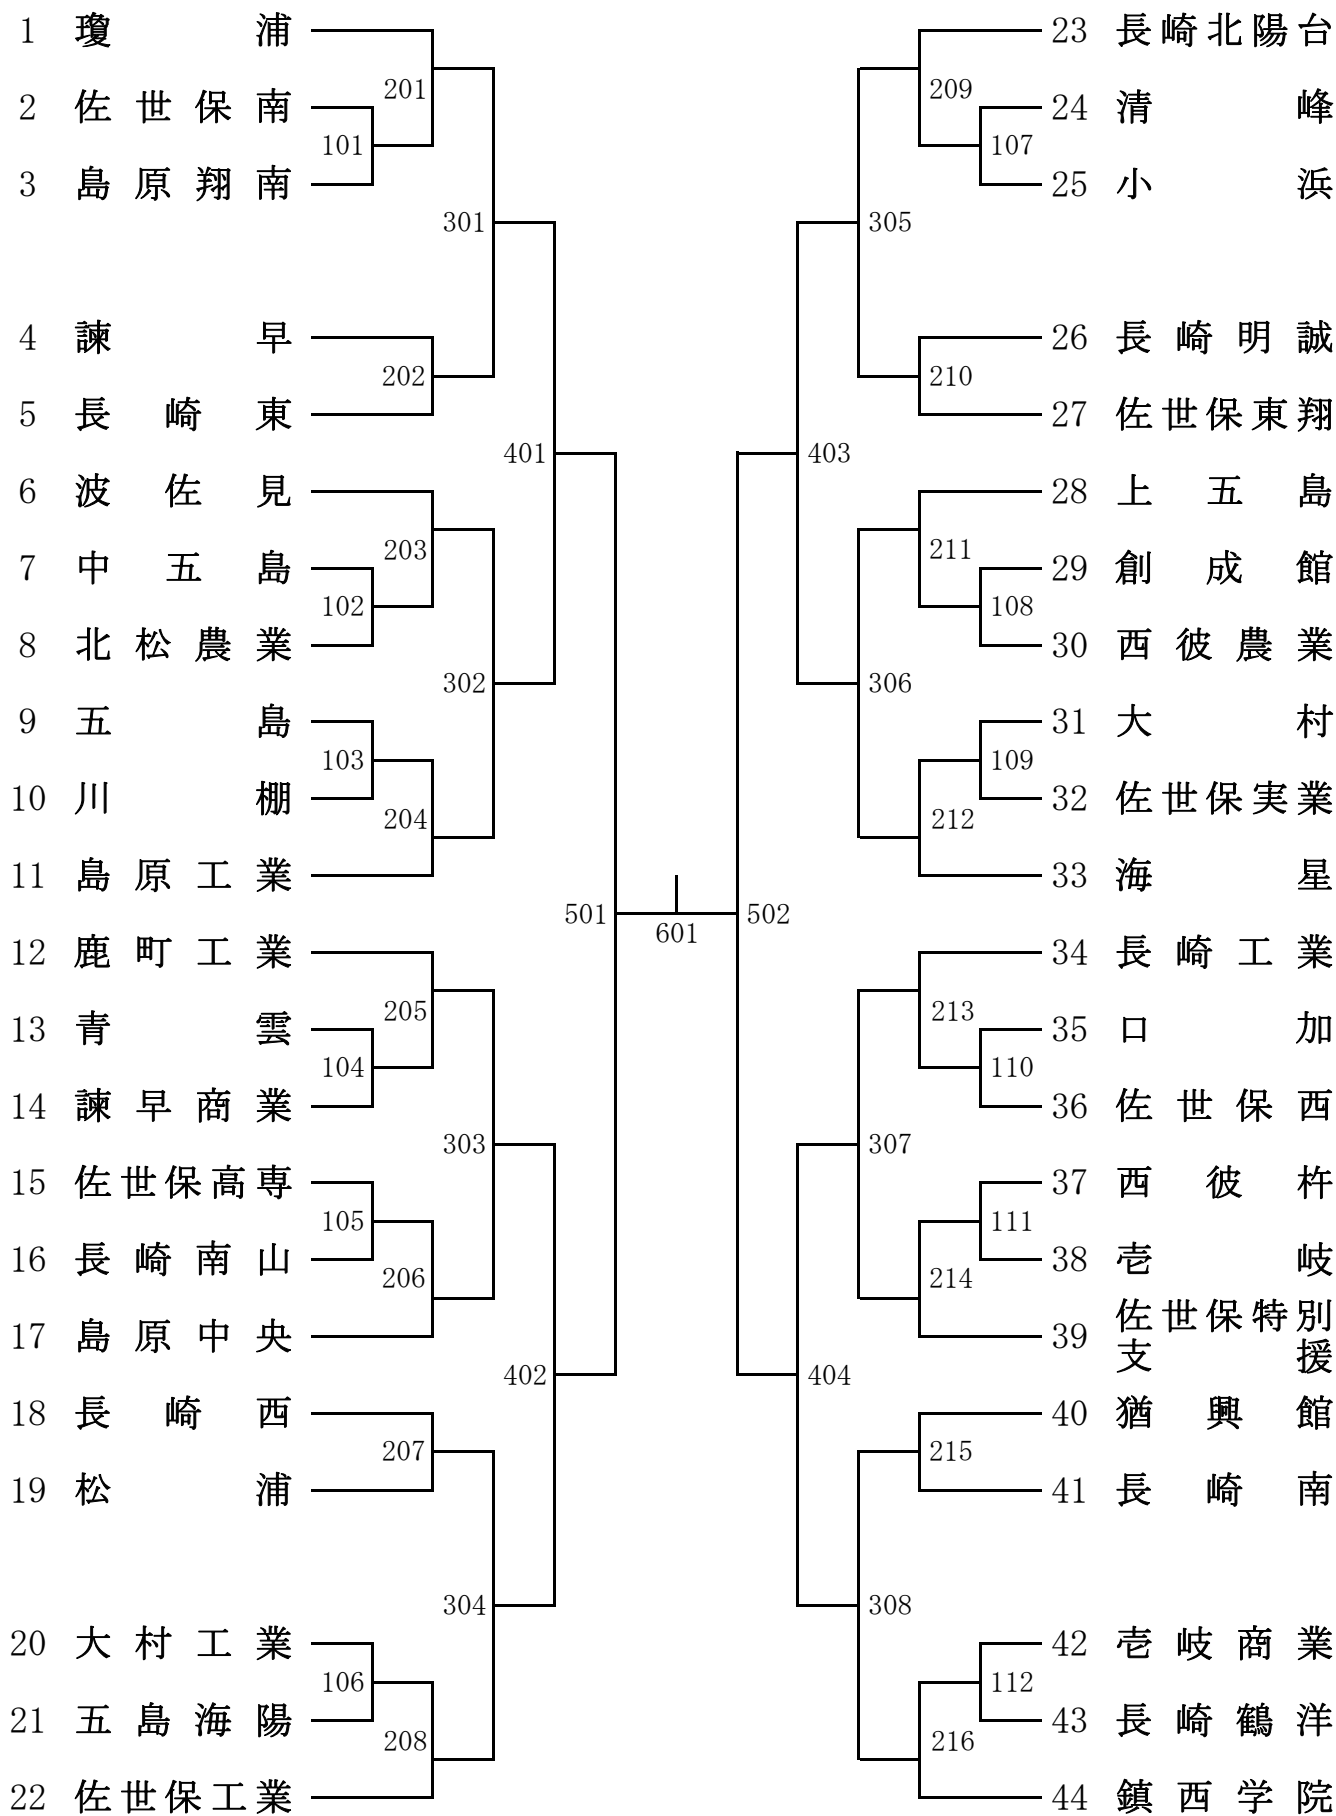 1 瓊浦
2 佐世保南
3 島原翔南
4 諫早
5 長崎東
6 波佐見
7 中五島
8 北松農業
9 五島
10 川棚
11 島原工業
12 鹿町工業
13 青雲
14 諫早商業
15 佐世保高専
16 長崎南山
17 島原中央
18 長崎西
19 松浦
20 大村工業
21 五島海陽
22 佐世保工業
101
102
103
104
105
106
201
202
203
204
205
206
207
208
301
302
303
304
401
402
501
601
502
403
404
305
306
307
308
209
210
211
212
213
214
215
216
107
108
109
110
111
112
23 長崎北陽台
24 清峰
25 小浜
26 長崎明誠
27 佐世保東翔
28 上五島
29 創成館
30 西彼農業
31 大村
32 佐世保実業
33 海星
34 長崎工業
35 口加
36 佐世保西
37 西彼杵
38 壱岐
39 佐世保特別
支援
40 猶興館
41 長崎南
42 壱岐商業
43 長崎鶴洋
44 鎮西学院